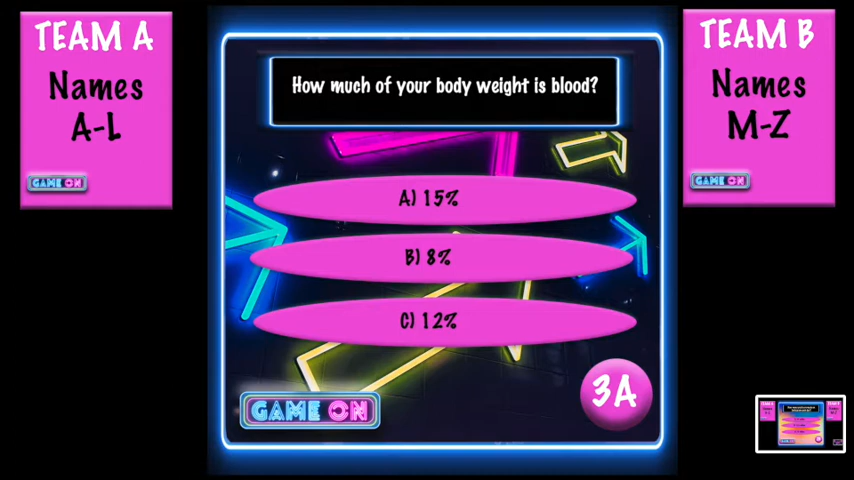 TEAM A
Names
A-L
GAME ON
How much of your body weight is blood?
A) 15%
B) 8%
C) 12%
3A
GAME ON
TEAM B
Names
M-Z
GAME ON